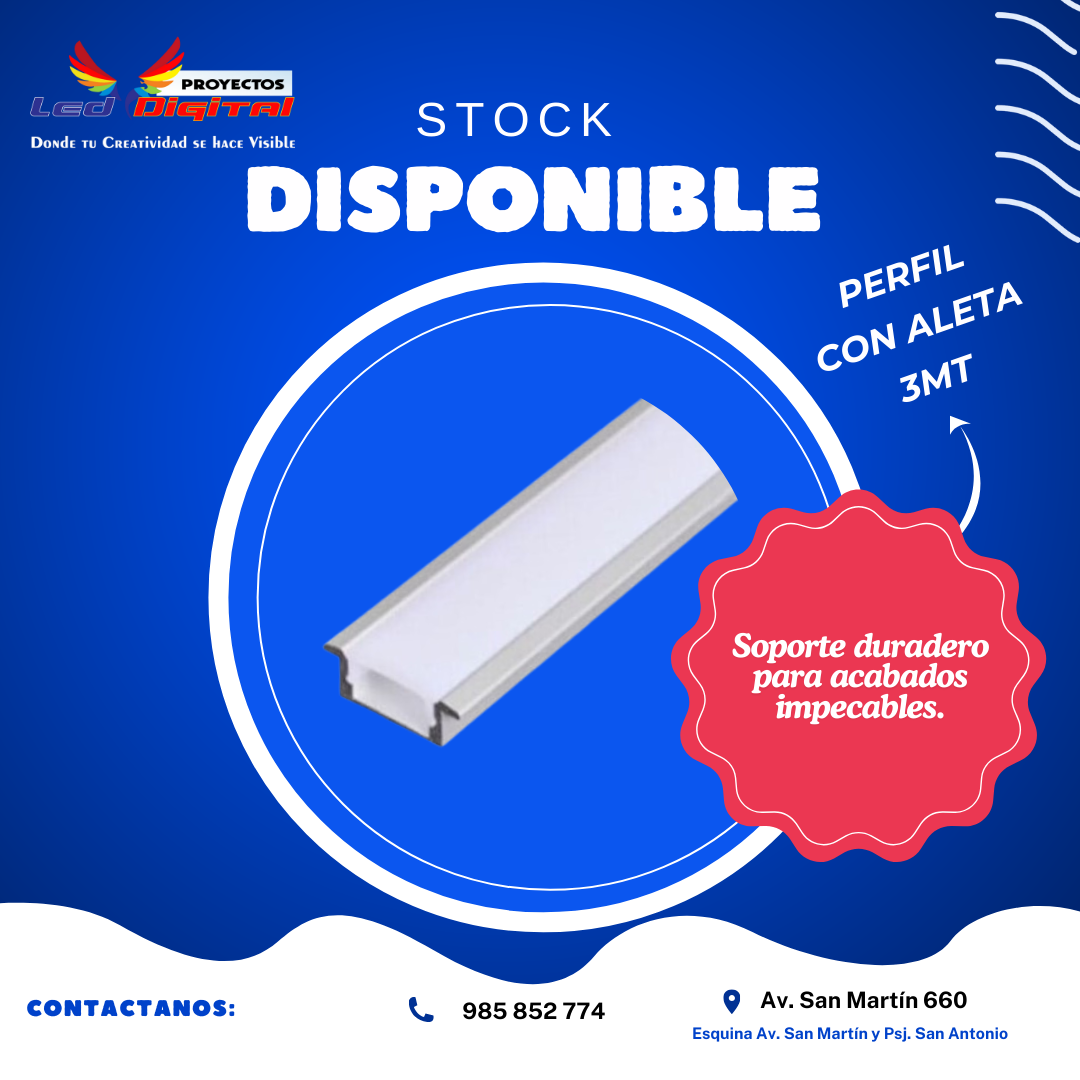 PROYECTOS
Led Digital
Donde tu Creatividad se hace Visible
STOCK
DISPONIBLE
PERFIL
CON ALETA
3MT
Soporte duradero
para acabados
impecables.
CONTACTANOS:
985 852 774
Av. San Martín 660
Esquina Av. San Martín y Psj. San Antonio